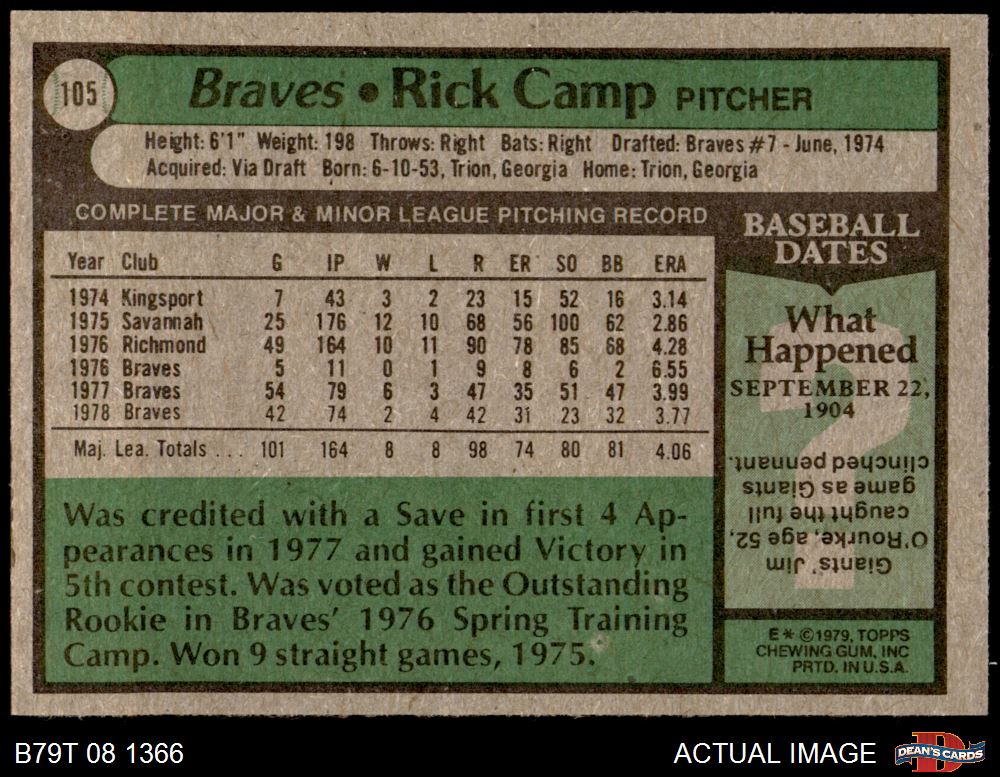 105
Braves • Rick Camp PITCHER
Height: 6'1" Weight: 198 Throws: Right Bats: Right Drafted: Braves #7 - June, 1974
Acquired: Via Draft Born: 6-10-53, Trion, Georgia Home: Trion, Georgia
COMPLETE MAJOR & MINOR LEAGUE PITCHING RECORD
Year Club G IP W L R ER SO BB ERA
1974 Kingsport 7 43 3 2 23 15 52 16 3.14
1975 Savannah 25 176 12 10 68 56 100 62 2.86
1976 Richmond 49 164 10 11 90 78 85 68 4.28
1976 Braves 5 11 0 1 9 8 6 2 6.55
1977 Braves 54 79 6 3 47 35 51 47 3.99
1978 Braves 42 74 2 4 42 31 23 32 3.77
Maj. Lea. Totals . . . 101 164 8 8 98 74 80 81 4.06
Was credited with a Save in first 4 Ap-
pearances in 1977 and gained Victory in
5th contest. Was voted as the Outstanding
Rookie in Braves' 1976 Spring Training
Camp. Won 9 straight games, 1975.
BASEBALL
DATES
What
Happened
SEPTEMBER 22,
1904
?
Giants' Jim
O'Rourke, age 52,
caught the full
game as Giants
clinched pennant.
E * © 1979, TOPPS
CHEWING GUM, INC
PRTD. IN U.S.A.
B79T 08 1366
ACTUAL IMAGE
D
DEAN'S CARDS